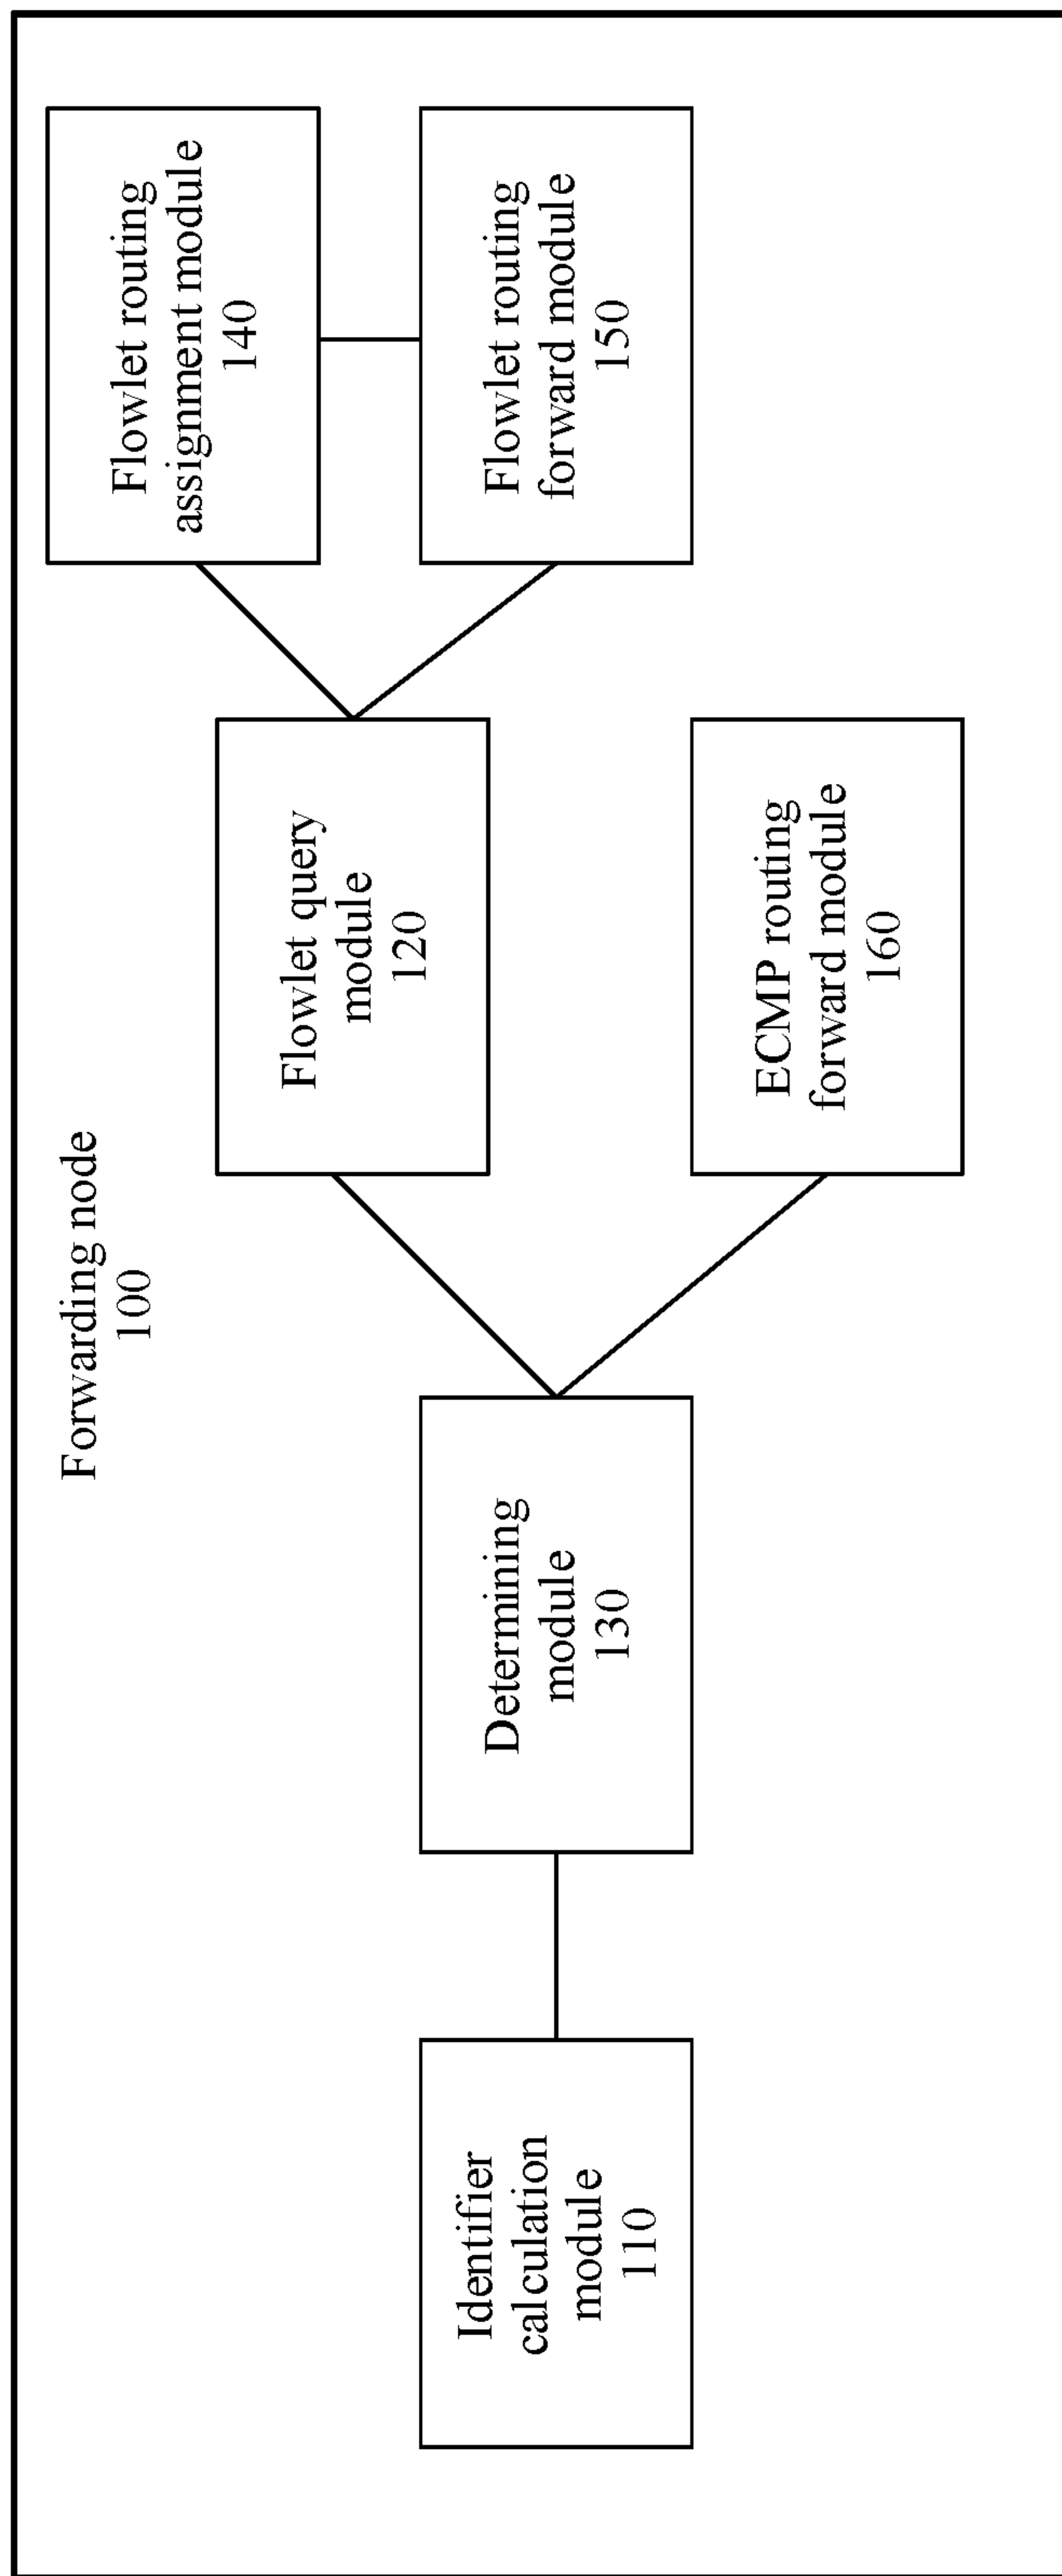 Forwarding node
100
Identifier
calculation
module
110
Determining
module
130
Flowlet query
module
120
ECMP routing
forward module
160
Flowlet routing
assignment module
140
Flowlet routing
forward module
150